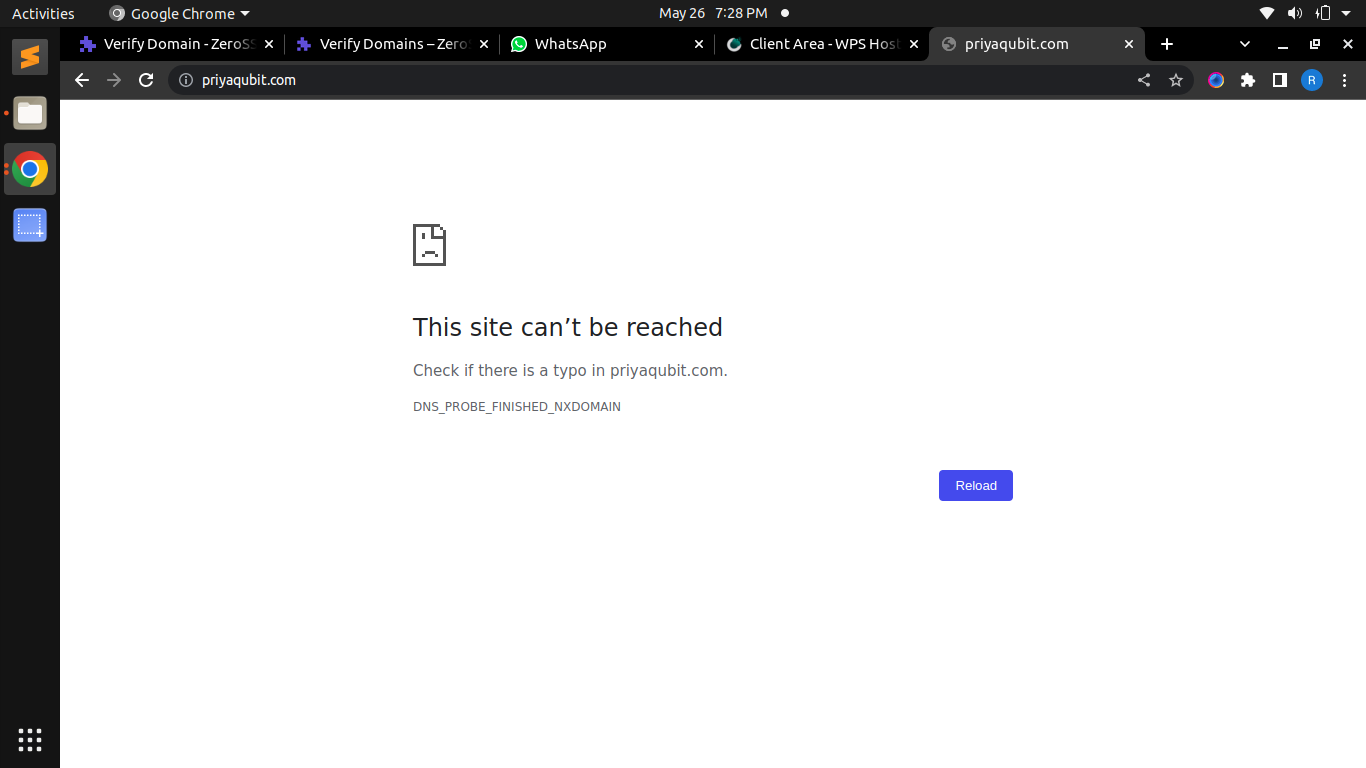 Activities Google Chrome May 26 7:28 PM
Verify Domain - ZeroSS Verify Domains – Zero WhatsApp Client Area - WPS Host priyaqubit.com
priyaqubit.com R
This site can’t be reached
Check if there is a typo in priyaqubit.com.
DNS_PROBE_FINISHED_NXDOMAIN
Reload